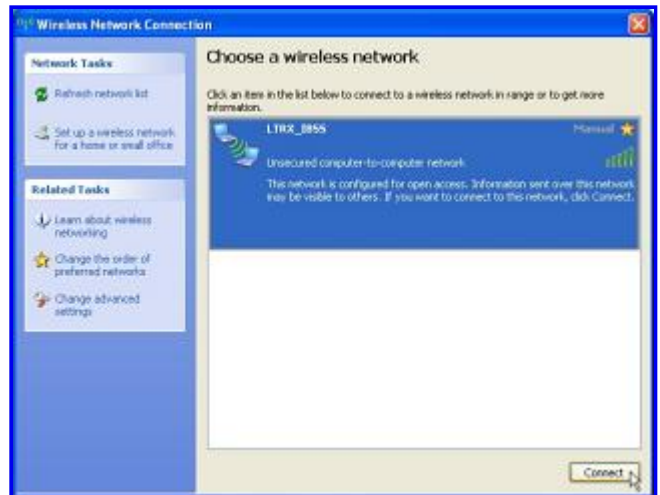 Wireless Network Connection
Network Tasks
Refresh network list
Set up a wireless network
for a home or small office
Related Tasks
Learn about wireless
networking
Change the order of
preferred networks
Change advanced
settings
Choose a wireless network
Click an item in the list below to connect to a wireless network in range or to get more
information.
LTRX_IBSS
Manual
Unsecured computer-to-computer network
This network is configured for open access. Information sent over this network
may be visible to others. If you want to connect to this network, click Connect.
Connect